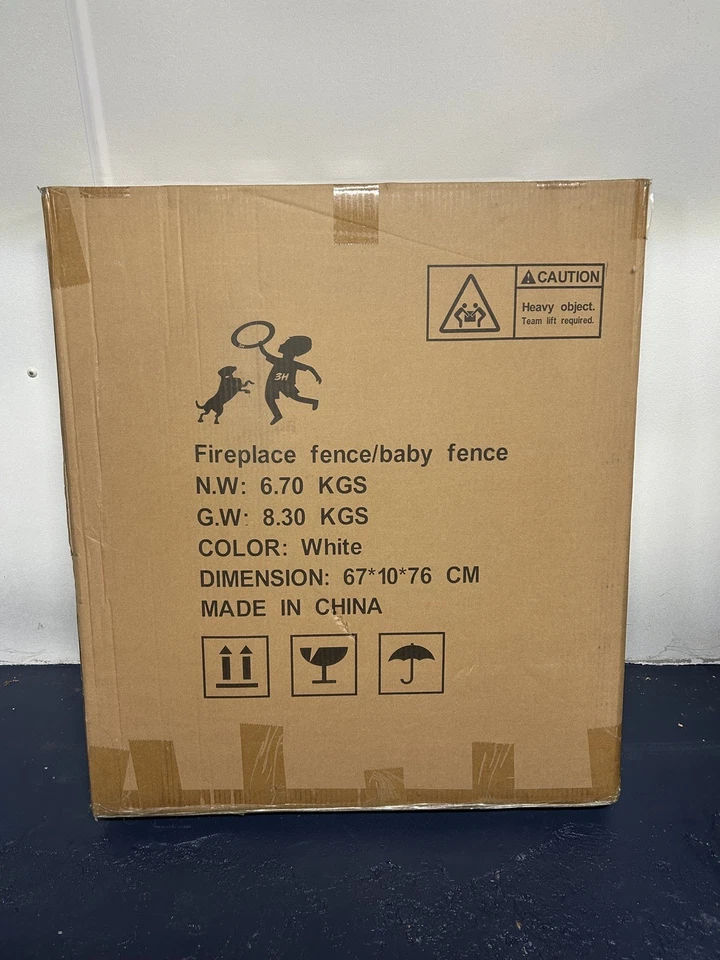 CAUTION
Heavy object.
Team lift required.
3H
Fireplace fence/baby fence
N.W: 6.70 KGS
G.W: 8.30 KGS
COLOR: White
DIMENSION: 67*10*76 CM
MADE IN CHINA